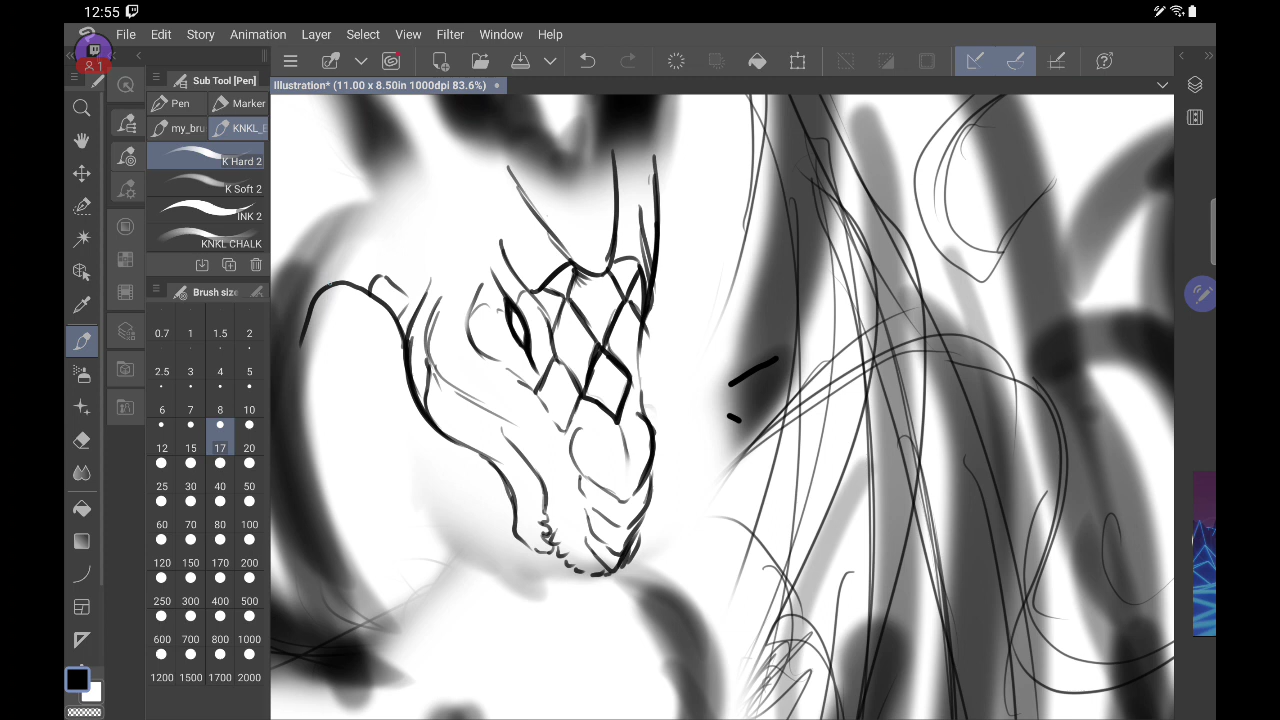 12:55
File Edit Story Animation Layer Select View Filter Window Help
1
Sub Tool [Pen]
Illustration* (11.00 x 8.50in 1000dpi 83.6%)
Pen Marker
my_bru KNKL_E
K Hard 2
K Soft 2
INK 2
KNKL CHALK
Brush size
0.7 1 1.5 2
2.5 3 4 5
6 7 8 10
12 15 17 20
25 30 40 50
60 70 80 100
120 150 170 200
250 300 400 500
600 700 800 1000
1200 1500 1700 2000